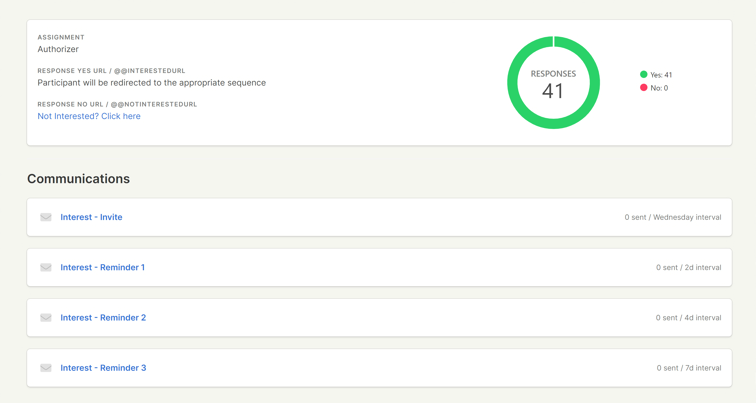 ASSIGNMENT
Authorizer
RESPONSE YES URL / @@INTERESTEDURL
Participant will be redirected to the appropriate sequence
RESPONSE NO URL / @@NOTINTERESTEDURL
Not Interested? Click here
RESPONSES
41
Yes: 41
No: 0
Communications
Interest - Invite
0 sent / Wednesday interval
Interest - Reminder 1
0 sent / 2d interval
Interest - Reminder 2
0 sent / 4d interval
Interest - Reminder 3
0 sent / 7d interval